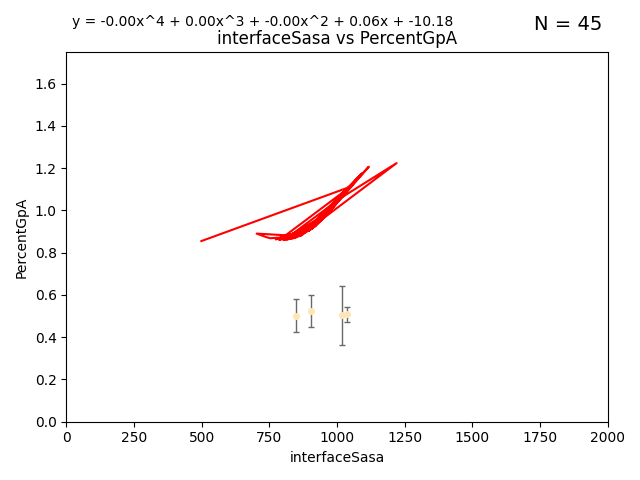 y = -0.00x^4 + 0.00x^3 + -0.00x^2 + 0.06x + -10.18
N = 45
interfaceSasa vs PercentGpA
1.6
1.4
1.2
1.0
0.8
0.6
0.4
0.2
0.0
PercentGpA
0 250 500 750 1000 1250 1500 1750 2000
interfaceSasa